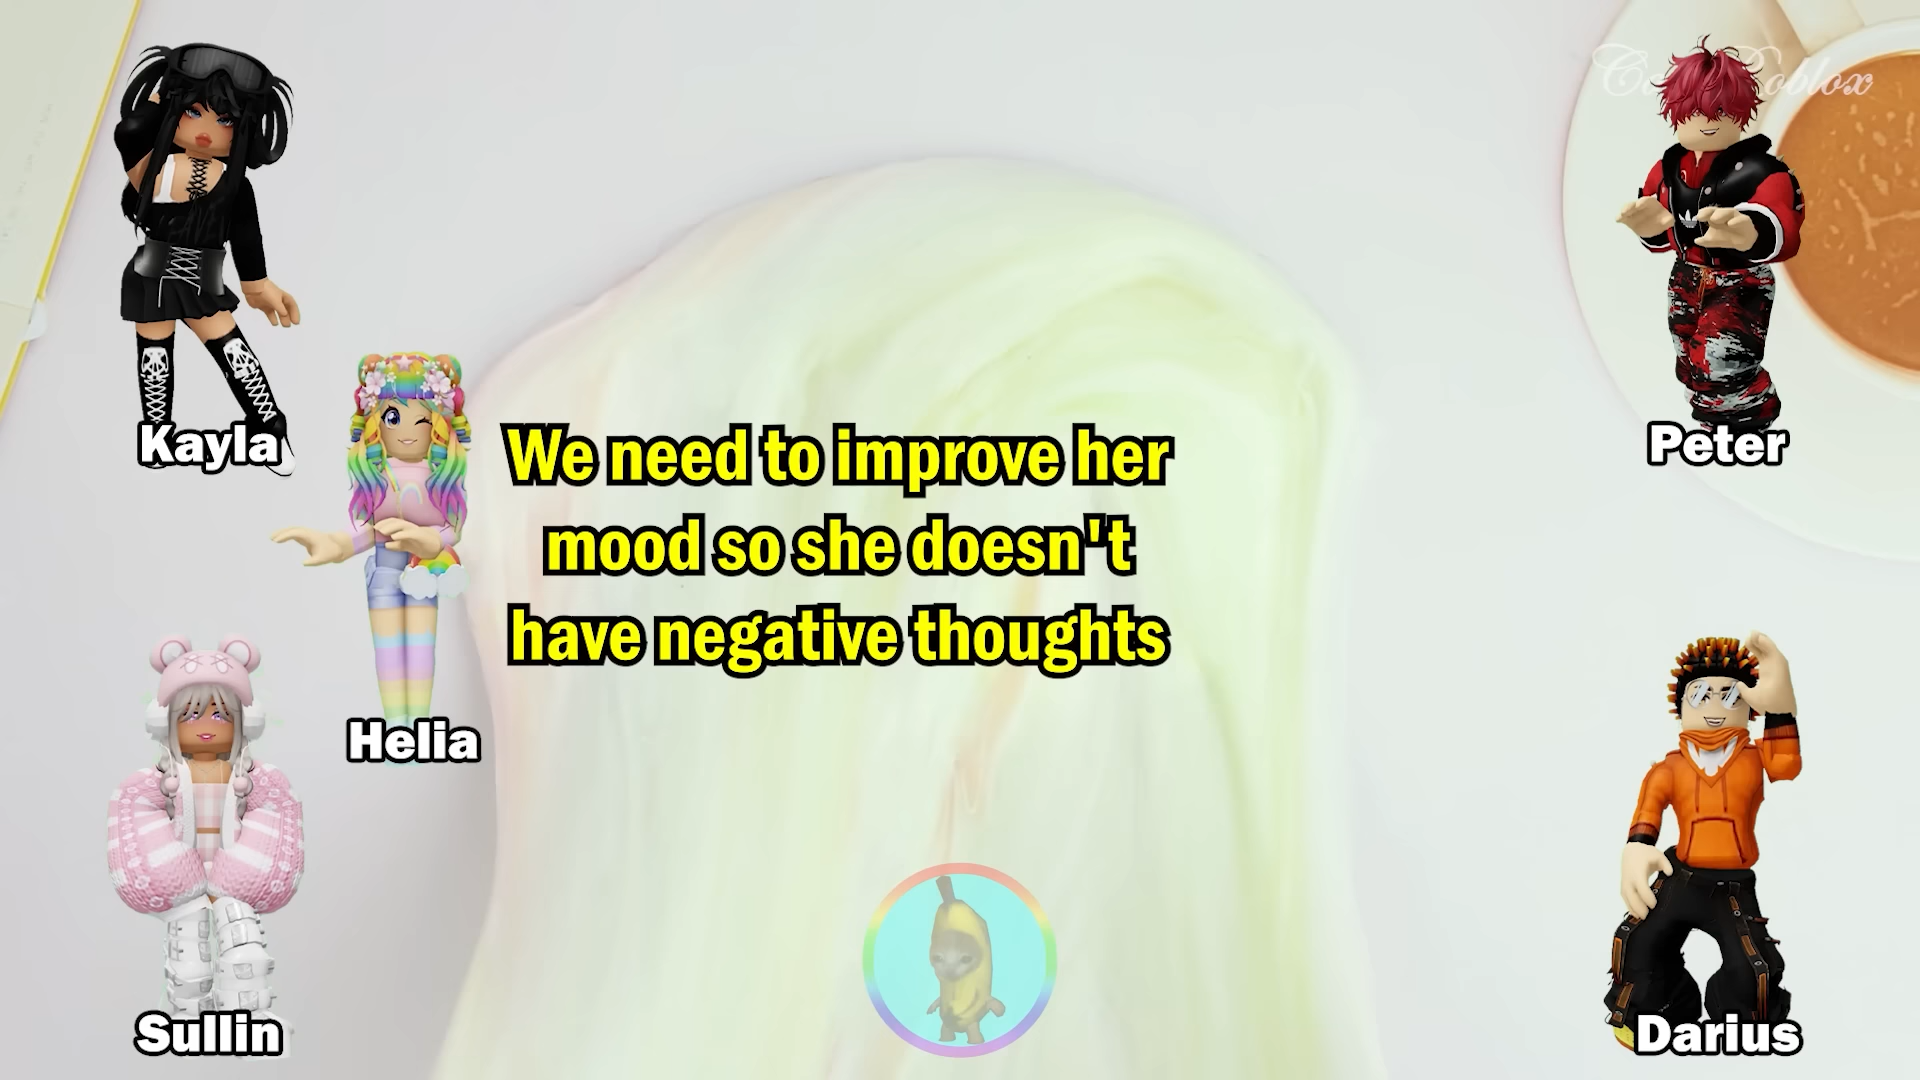 Kayla
Peter
We need to improve her
mood so she doesn't
have negative thoughts
Helia
Sullin
Darius